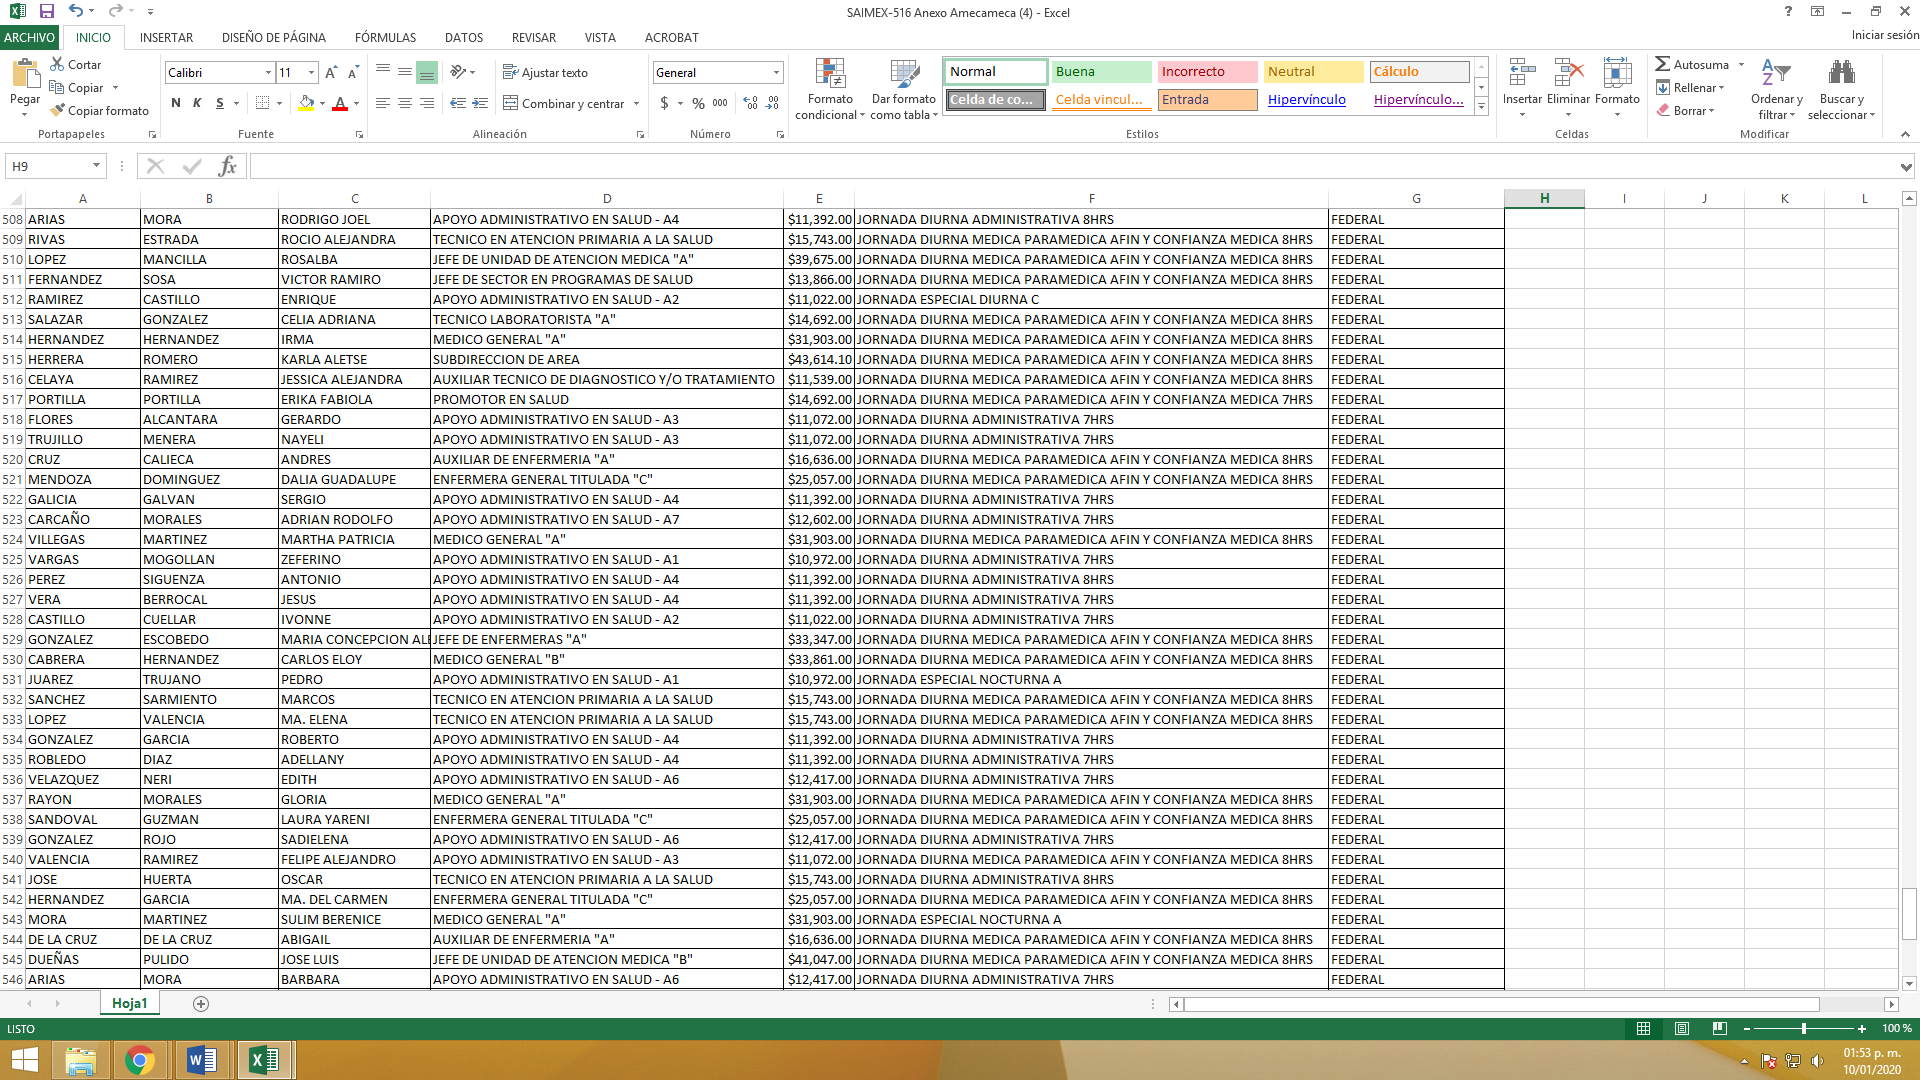 SAIMEX-516 Anexo Amecameca (4) - Excel
ARCHIVO INICIO INSERTAR DISEÑO DE PÁGINA FÓRMULAS DATOS REVISAR VISTA ACROBAT Iniciar sesión
Pegar Cortar Copiar Copiar formato Portapapeles
Calibri 11 N K S Fuente
Ajustar texto Combinar y centrar Alineación
General $ % 000 Número
Formato condicional Dar formato como tabla
Normal Buena Incorrecto Neutral Cálculo
Celda de co... Celda vincul... Entrada Hipervínculo Hipervínculo...
Estilos
Insertar Eliminar Formato Celdas
Autosuma Rellenar Borrar Ordenar y filtrar Buscar y seleccionar Modificar
H9 fx
A B C D E F G H I J K L
508 ARIAS MORA RODRIGO JOEL APOYO ADMINISTRATIVO EN SALUD - A4 $11,392.00 JORNADA DIURNA ADMINISTRATIVA 8HRS FEDERAL
509 RIVAS ESTRADA ROCIO ALEJANDRA TECNICO EN ATENCION PRIMARIA A LA SALUD $15,743.00 JORNADA DIURNA MEDICA PARAMEDICA AFIN Y CONFIANZA MEDICA 8HRS FEDERAL
510 LOPEZ MANCILLA ROSALBA JEFE DE UNIDAD DE ATENCION MEDICA "A" $39,675.00 JORNADA DIURNA MEDICA PARAMEDICA AFIN Y CONFIANZA MEDICA 8HRS FEDERAL
511 FERNANDEZ SOSA VICTOR RAMIRO JEFE DE SECTOR EN PROGRAMAS DE SALUD $13,866.00 JORNADA DIURNA MEDICA PARAMEDICA AFIN Y CONFIANZA MEDICA 8HRS FEDERAL
512 RAMIREZ CASTILLO ENRIQUE APOYO ADMINISTRATIVO EN SALUD - A2 $11,022.00 JORNADA ESPECIAL DIURNA C FEDERAL
513 SALAZAR GONZALEZ CELIA ADRIANA TECNICO LABORATORISTA "A" $14,692.00 JORNADA DIURNA MEDICA PARAMEDICA AFIN Y CONFIANZA MEDICA 8HRS FEDERAL
514 HERNANDEZ HERNANDEZ IRMA MEDICO GENERAL "A" $31,903.00 JORNADA DIURNA MEDICA PARAMEDICA AFIN Y CONFIANZA MEDICA 8HRS FEDERAL
515 HERRERA ROMERO KARLA ALETSE SUBDIRECCION DE AREA $43,614.10 JORNADA DIURNA MEDICA PARAMEDICA AFIN Y CONFIANZA MEDICA 8HRS FEDERAL
516 CELAYA RAMIREZ JESSICA ALEJANDRA AUXILIAR TECNICO DE DIAGNOSTICO Y/O TRATAMIENTO $11,539.00 JORNADA DIURNA MEDICA PARAMEDICA AFIN Y CONFIANZA MEDICA 8HRS FEDERAL
517 PORTILLA PORTILLA ERIKA FABIOLA PROMOTOR EN SALUD $14,692.00 JORNADA DIURNA MEDICA PARAMEDICA AFIN Y CONFIANZA MEDICA 7HRS FEDERAL
518 FLORES ALCANTARA GERARDO APOYO ADMINISTRATIVO EN SALUD - A3 $11,072.00 JORNADA DIURNA ADMINISTRATIVA 7HRS FEDERAL
519 TRUJILLO MENERA NAYELI APOYO ADMINISTRATIVO EN SALUD - A3 $11,072.00 JORNADA DIURNA ADMINISTRATIVA 7HRS FEDERAL
520 CRUZ CALIECA ANDRES AUXILIAR DE ENFERMERIA "A" $16,636.00 JORNADA DIURNA MEDICA PARAMEDICA AFIN Y CONFIANZA MEDICA 8HRS FEDERAL
521 MENDOZA DOMINGUEZ DALIA GUADALUPE ENFERMERA GENERAL TITULADA "C" $25,057.00 JORNADA DIURNA MEDICA PARAMEDICA AFIN Y CONFIANZA MEDICA 8HRS FEDERAL
522 GALICIA GALVAN SERGIO APOYO ADMINISTRATIVO EN SALUD - A4 $11,392.00 JORNADA DIURNA ADMINISTRATIVA 7HRS FEDERAL
523 CARCAÑO MORALES ADRIAN RODOLFO APOYO ADMINISTRATIVO EN SALUD - A7 $12,602.00 JORNADA DIURNA ADMINISTRATIVA 7HRS FEDERAL
524 VILLEGAS MARTINEZ MARTHA PATRICIA MEDICO GENERAL "A" $31,903.00 JORNADA DIURNA MEDICA PARAMEDICA AFIN Y CONFIANZA MEDICA 8HRS FEDERAL
525 VARGAS MOGOLLAN ZEFERINO APOYO ADMINISTRATIVO EN SALUD - A1 $10,972.00 JORNADA DIURNA ADMINISTRATIVA 7HRS FEDERAL
526 PEREZ SIGUENZA ANTONIO APOYO ADMINISTRATIVO EN SALUD - A4 $11,392.00 JORNADA DIURNA ADMINISTRATIVA 8HRS FEDERAL
527 VERA BERROCAL JESUS APOYO ADMINISTRATIVO EN SALUD - A4 $11,392.00 JORNADA DIURNA ADMINISTRATIVA 7HRS FEDERAL
528 CASTILLO CUELLAR IVONNE APOYO ADMINISTRATIVO EN SALUD - A2 $11,022.00 JORNADA DIURNA ADMINISTRATIVA 7HRS FEDERAL
529 GONZALEZ ESCOBEDO MARIA CONCEPCION ALE JEFE DE ENFERMERAS "A" $33,347.00 JORNADA DIURNA MEDICA PARAMEDICA AFIN Y CONFIANZA MEDICA 8HRS FEDERAL
530 CABRERA HERNANDEZ CARLOS ELOY MEDICO GENERAL "B" $33,861.00 JORNADA DIURNA MEDICA PARAMEDICA AFIN Y CONFIANZA MEDICA 8HRS FEDERAL
531 JUAREZ TRUJANO PEDRO APOYO ADMINISTRATIVO EN SALUD - A1 $10,972.00 JORNADA ESPECIAL NOCTURNA A FEDERAL
532 SANCHEZ SARMIENTO MARCOS TECNICO EN ATENCION PRIMARIA A LA SALUD $15,743.00 JORNADA DIURNA MEDICA PARAMEDICA AFIN Y CONFIANZA MEDICA 8HRS FEDERAL
533 LOPEZ VALENCIA MA. ELENA TECNICO EN ATENCION PRIMARIA A LA SALUD $15,743.00 JORNADA DIURNA MEDICA PARAMEDICA AFIN Y CONFIANZA MEDICA 8HRS FEDERAL
534 GONZALEZ GARCIA ROBERTO APOYO ADMINISTRATIVO EN SALUD - A4 $11,392.00 JORNADA DIURNA ADMINISTRATIVA 7HRS FEDERAL
535 ROBLEDO DIAZ ADELLANY APOYO ADMINISTRATIVO EN SALUD - A4 $11,392.00 JORNADA DIURNA ADMINISTRATIVA 7HRS FEDERAL
536 VELAZQUEZ NERI EDITH APOYO ADMINISTRATIVO EN SALUD - A6 $12,417.00 JORNADA DIURNA ADMINISTRATIVA 7HRS FEDERAL
537 RAYON MORALES GLORIA MEDICO GENERAL "A" $31,903.00 JORNADA DIURNA MEDICA PARAMEDICA AFIN Y CONFIANZA MEDICA 8HRS FEDERAL
538 SANDOVAL GUZMAN LAURA YARENI ENFERMERA GENERAL TITULADA "C" $25,057.00 JORNADA DIURNA MEDICA PARAMEDICA AFIN Y CONFIANZA MEDICA 8HRS FEDERAL
539 GONZALEZ ROJO SADIELENA APOYO ADMINISTRATIVO EN SALUD - A6 $12,417.00 JORNADA DIURNA ADMINISTRATIVA 7HRS FEDERAL
540 VALENCIA RAMIREZ FELIPE ALEJANDRO APOYO ADMINISTRATIVO EN SALUD - A3 $11,072.00 JORNADA DIURNA MEDICA PARAMEDICA AFIN Y CONFIANZA MEDICA 8HRS FEDERAL
541 JOSE HUERTA OSCAR TECNICO EN ATENCION PRIMARIA A LA SALUD $15,743.00 JORNADA DIURNA ADMINISTRATIVA 8HRS FEDERAL
542 HERNANDEZ GARCIA MA. DEL CARMEN ENFERMERA GENERAL TITULADA "C" $25,057.00 JORNADA DIURNA MEDICA PARAMEDICA AFIN Y CONFIANZA MEDICA 8HRS FEDERAL
543 MORA MARTINEZ SULIM BERENICE MEDICO GENERAL "A" $31,903.00 JORNADA ESPECIAL NOCTURNA A FEDERAL
544 DE LA CRUZ DE LA CRUZ ABIGAIL AUXILIAR DE ENFERMERIA "A" $16,636.00 JORNADA DIURNA MEDICA PARAMEDICA AFIN Y CONFIANZA MEDICA 8HRS FEDERAL
545 DUEÑAS PULIDO JOSE LUIS JEFE DE UNIDAD DE ATENCION MEDICA "B" $41,047.00 JORNADA DIURNA MEDICA PARAMEDICA AFIN Y CONFIANZA MEDICA 8HRS FEDERAL
546 ARIAS MORA BARBARA APOYO ADMINISTRATIVO EN SALUD - A6 $12,417.00 JORNADA DIURNA ADMINISTRATIVA 7HRS FEDERAL
Hoja1
LISTO 100 %
01:53 p. m.
10/01/2020